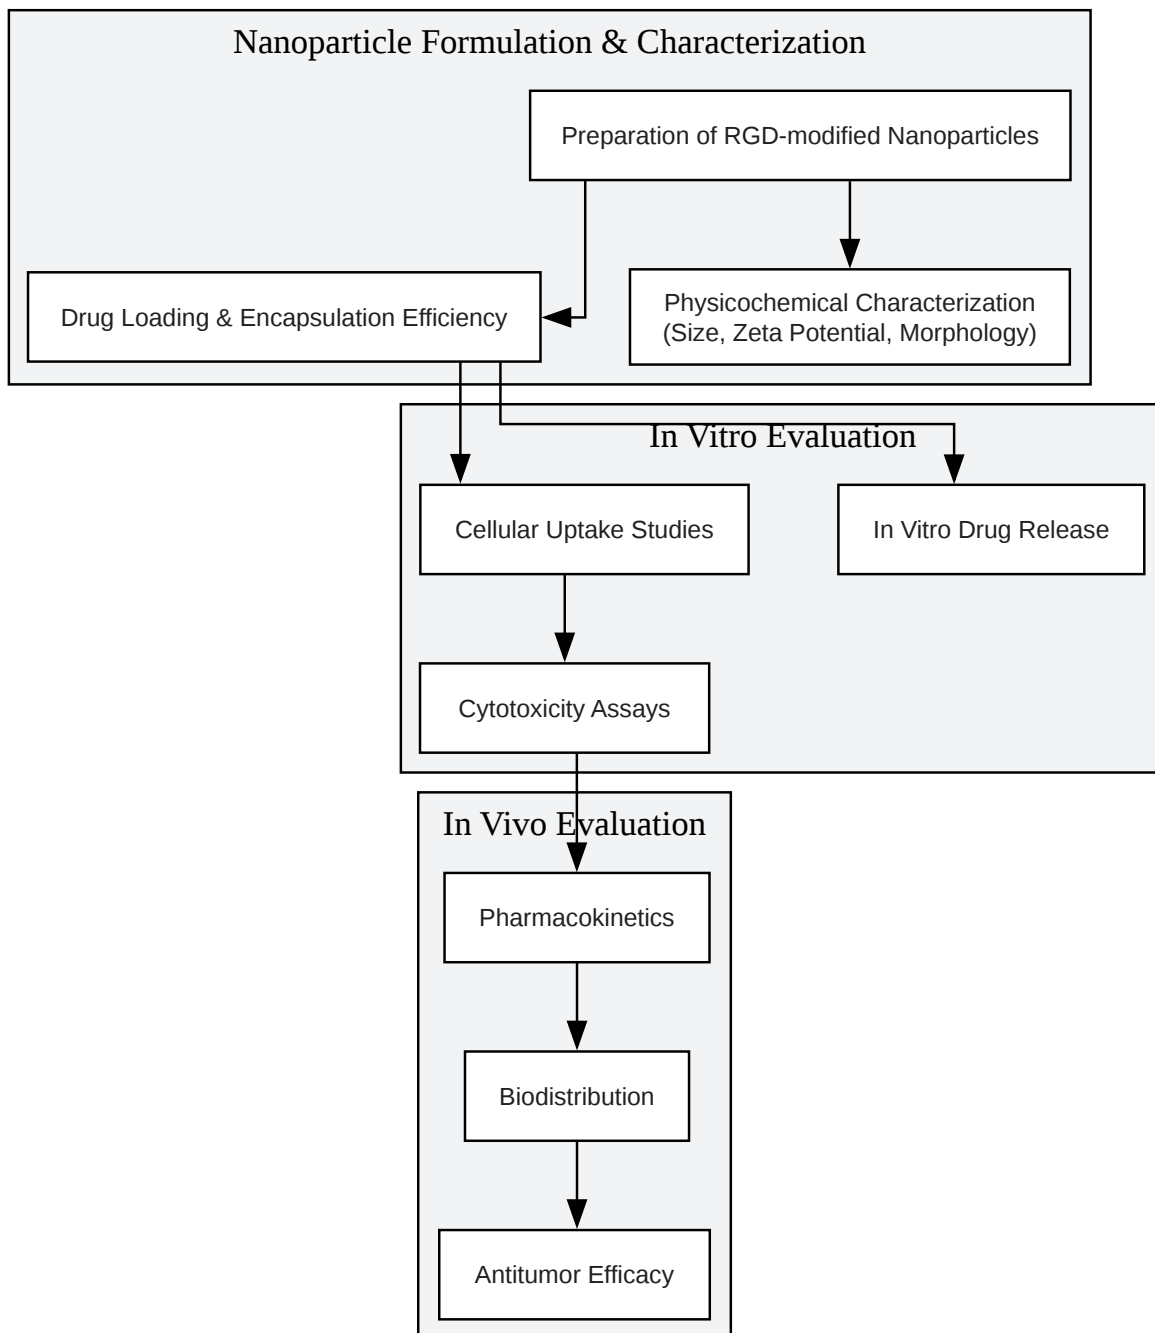 Nanoparticle Formulation & Characterization
Preparation of RGD-modified Nanoparticles
Drug Loading & Encapsulation Efficiency
Physicochemical Characterization
(Size, Zeta Potential, Morphology)
In Vitro Evaluation
Cellular Uptake Studies
In Vitro Drug Release
Cytotoxicity Assays
In Vivo Evaluation
Pharmacokinetics
Biodistribution
Antitumor Efficacy